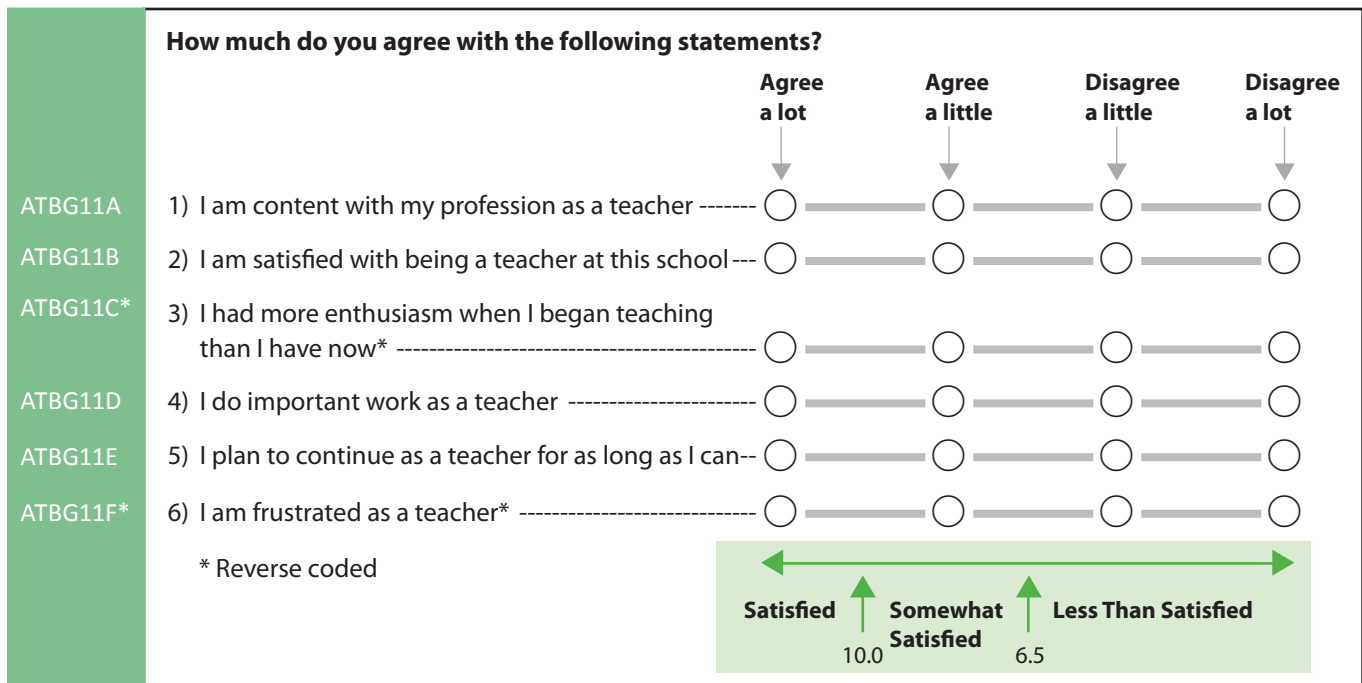 How much do you agree with the following statements?
Agree a lot
Agree a little
Disagree a little
Disagree a lot
ATBG11A 1) I am content with my profession as a teacher -------
ATBG11B 2) I am satisfied with being a teacher at this school ---
ATBG11C* 3) I had more enthusiasm when I began teaching
than I have now* --------------------------------------------
ATBG11D 4) I do important work as a teacher -----------------------
ATBG11E 5) I plan to continue as a teacher for as long as I can--
ATBG11F* 6) I am frustrated as a teacher* -----------------------------
* Reverse coded
Satisfied
Somewhat
Satisfied
Less Than Satisfied
10.0
6.5